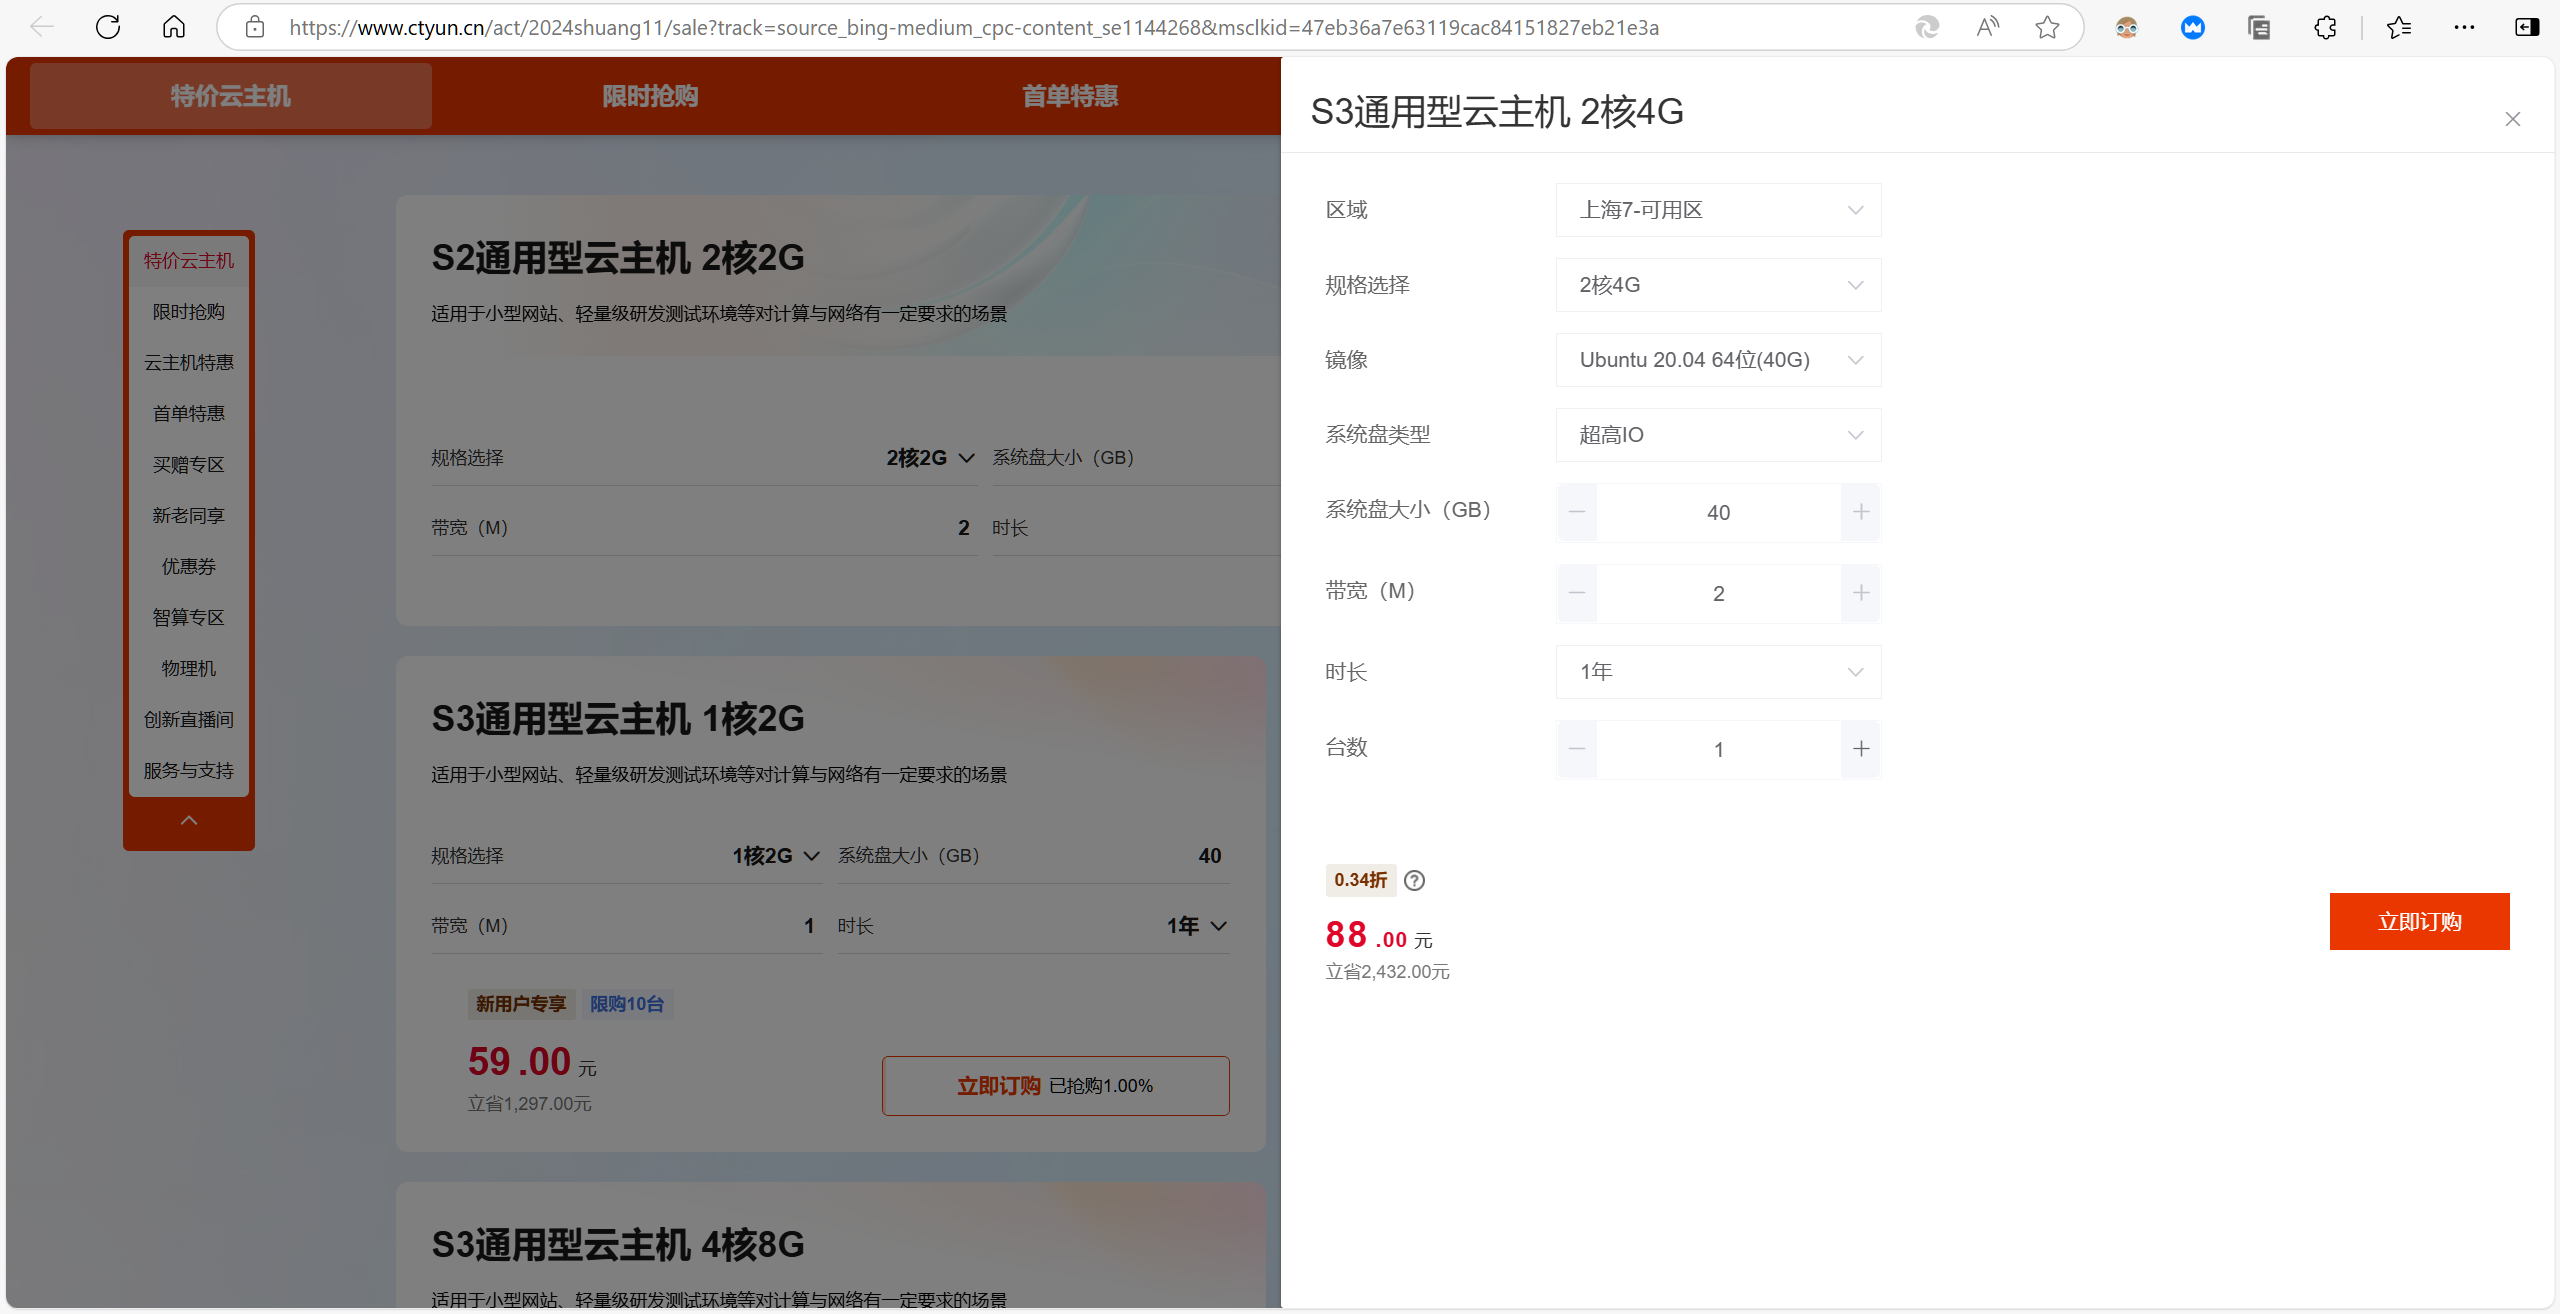 https://www.ctyun.cn/act/2024shuang11/sale?track=source_bing-medium_cpc-content_se1144268&msclkid=47eb36a7e63119cac84151827eb21e3a
特价云主机
限时抢购
首单特惠
特价云主机
限时抢购
云主机特惠
首单特惠
买赠专区
新老同享
优惠券
智算专区
物理机
创新直播间
服务与支持
S2通用型云主机 2核2G
适用于小型网站、轻量级研发测试环境等对计算与网络有一定要求的场景
规格选择 2核2G 系统盘大小（GB）
带宽（M） 2 时长
S3通用型云主机 1核2G
适用于小型网站、轻量级研发测试环境等对计算与网络有一定要求的场景
规格选择 1核2G 系统盘大小（GB） 40
带宽（M） 1 时长 1年
新用户专享 限购10台
59.00 元
立省1,297.00元
立即订购 已抢购1.00%
S3通用型云主机 4核8G
适用于小型网站、轻量级研发测试环境等对计算与网络有一定要求的场景
S3通用型云主机 2核4G
区域 上海7-可用区
规格选择 2核4G
镜像 Ubuntu 20.04 64位(40G)
系统盘类型 超高IO
系统盘大小（GB） 40
带宽（M） 2
时长 1年
台数 1
0.34折
88.00 元
立省2,432.00元
立即订购